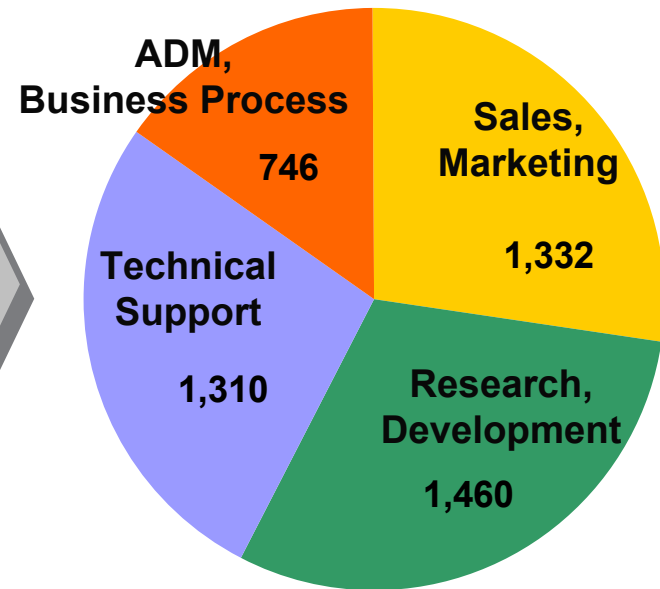 ADM,
Business Process
746
Sales,
Marketing
1,332
Technical
Support
1,310
Research,
Development
1,460